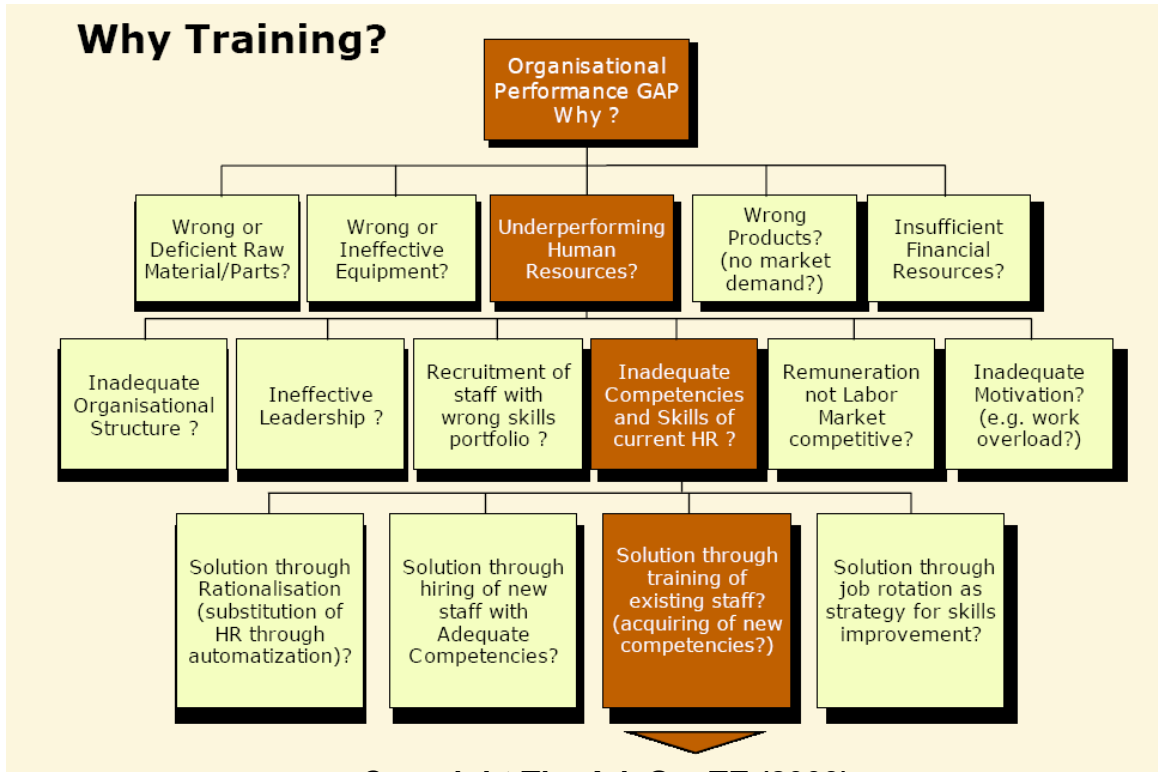 Why Training?
Organisational
Performance GAP
Why ?
Wrong or
Deficient Raw
Material/Parts?
Wrong or
Ineffective
Equipment?
Underperforming
Human
Resources?
Wrong
Products?
(no market
demand?)
Insufficient
Financial
Resources?
Inadequate
Organisational
Structure ?
Ineffective
Leadership ?
Recruitment of
staff with
wrong skills
portfolio ?
Inadequate
Competencies
and Skills of
current HR ?
Remuneration
not Labor
Market
competitive?
Inadequate
Motivation?
(e.g. work
overload?)
Solution through
Rationalisation
(substitution of
HR through
automatization)?
Solution through
hiring of new
staff with
Adequate
Competencies?
Solution through
training of
existing staff?
(acquiring of new
competencies?)
Solution through
job rotation as
strategy for skills
improvement?